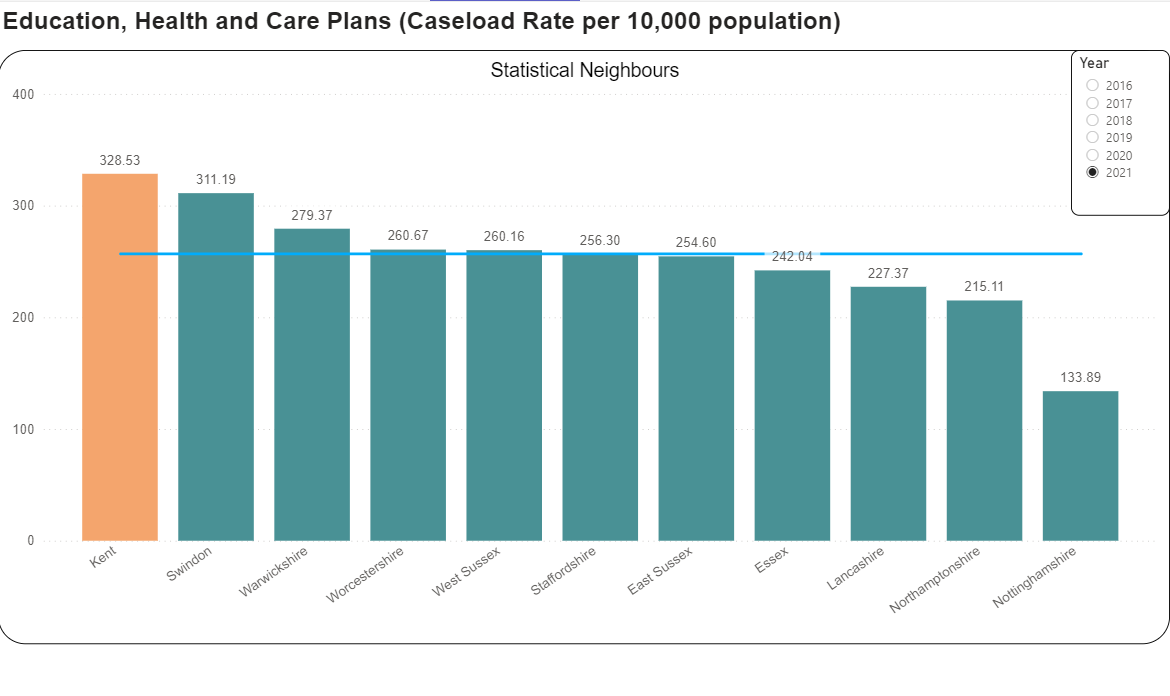 Education, Health and Care Plans (Caseload Rate per 10,000 population)
Statistical Neighbours
Year
2016
2017
2018
2019
2020
2021
400
300
200
100
0
328.53
311.19
279.37
260.67
260.16
256.30
254.60
242.04
227.37
215.11
133.89
Kent
Swindon
Warwickshire
Worcestershire
West Sussex
Staffordshire
East Sussex
Essex
Lancashire
Northamptonshire
Nottinghamshire